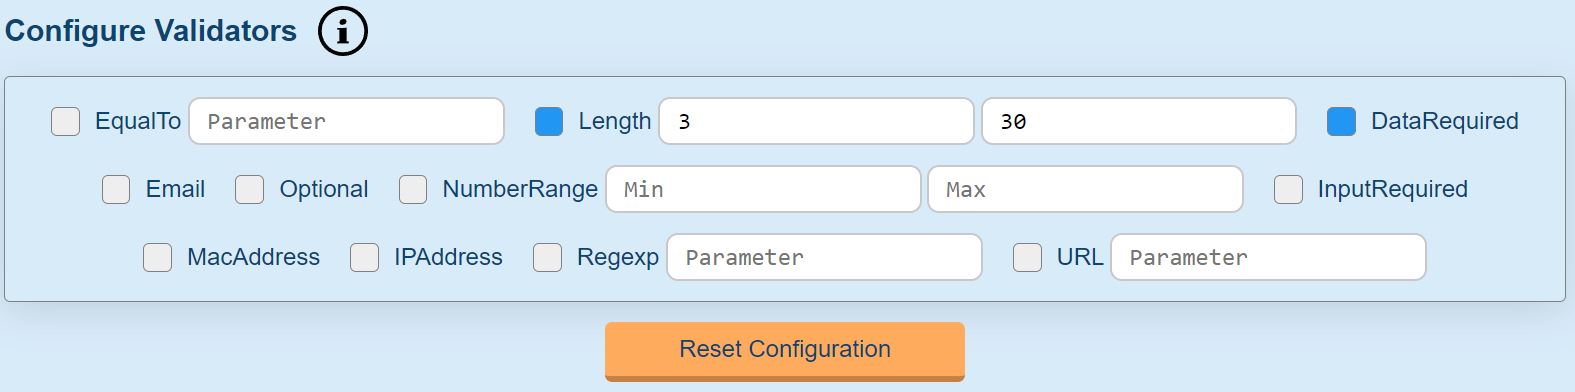 Configure Validators i
EqualTo Parameter Length 3 30 DataRequired
Email Optional NumberRange Min Max InputRequired
MacAddress IPAddress Regexp Parameter URL Parameter
Reset Configuration